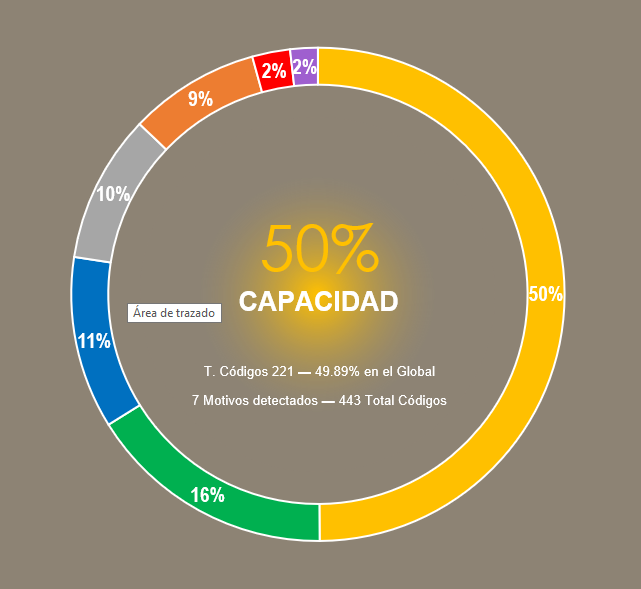 2%
2%
9%
10%
50%
CAPACIDAD
50%
Área de trazado
11%
T. Códigos 221 — 49.89% en el Global
7 Motivos detectados — 443 Total Códigos
16%